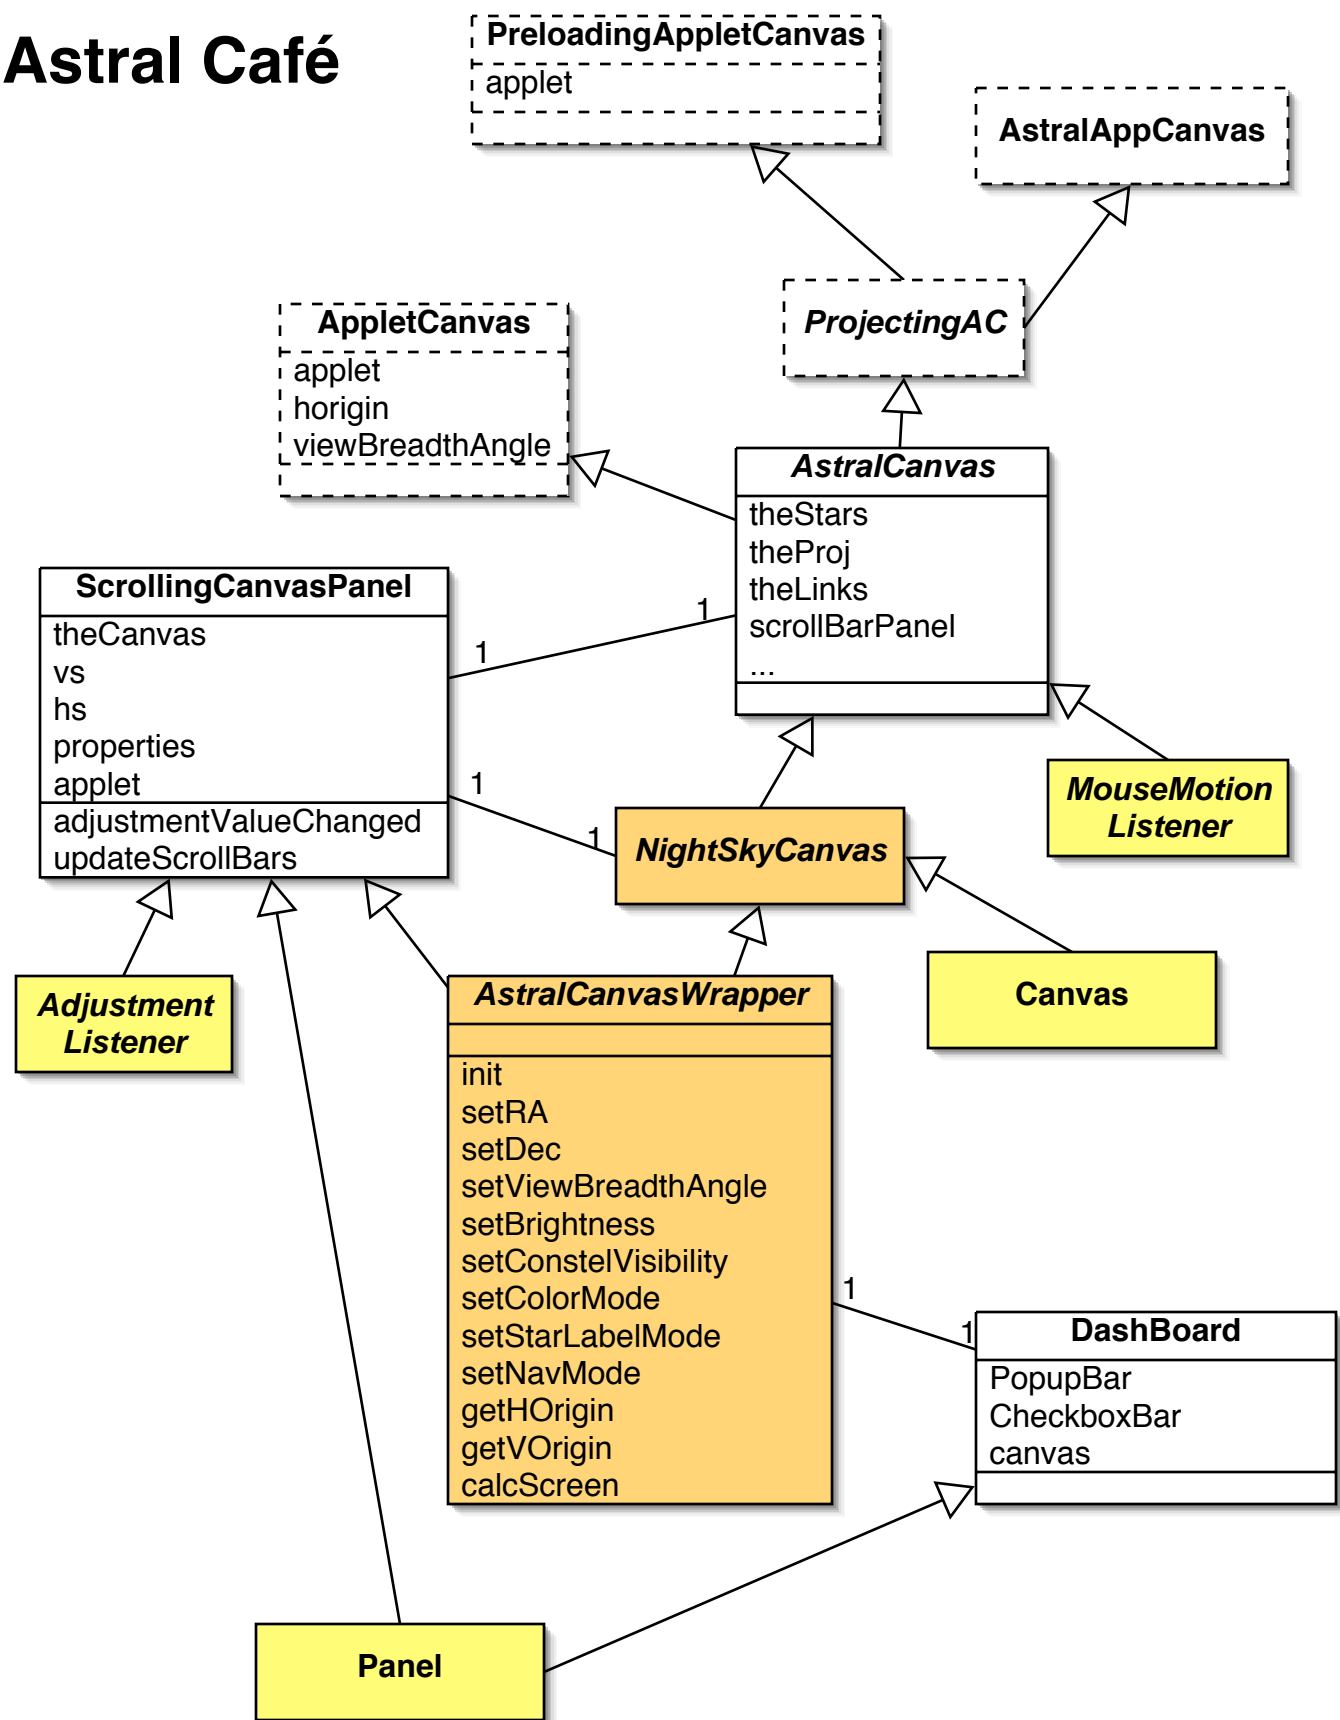 Astral Café
PreloadingAppletCanvas
applet
AstralAppCanvas
ProjectingAC
AppletCanvas
applet
horigin
viewBreadthAngle
AstralCanvas
theStars
theProj
theLinks
scrollBarPanel
...
ScrollingCanvasPanel
theCanvas
vs
hs
properties
applet
adjustmentValueChanged
updateScrollBars
1
1
1
1
MouseMotion
Listener
NightSkyCanvas
Adjustment
Listener
Canvas
AstralCanvasWrapper
init
setRA
setDec
setViewBreadthAngle
setBrightness
setConstelVisibility
setColorMode
setStarLabelMode
setNavMode
getHOrigin
getVOrigin
calcScreen
1
1
DashBoard
PopupBar
CheckboxBar
canvas
Panel